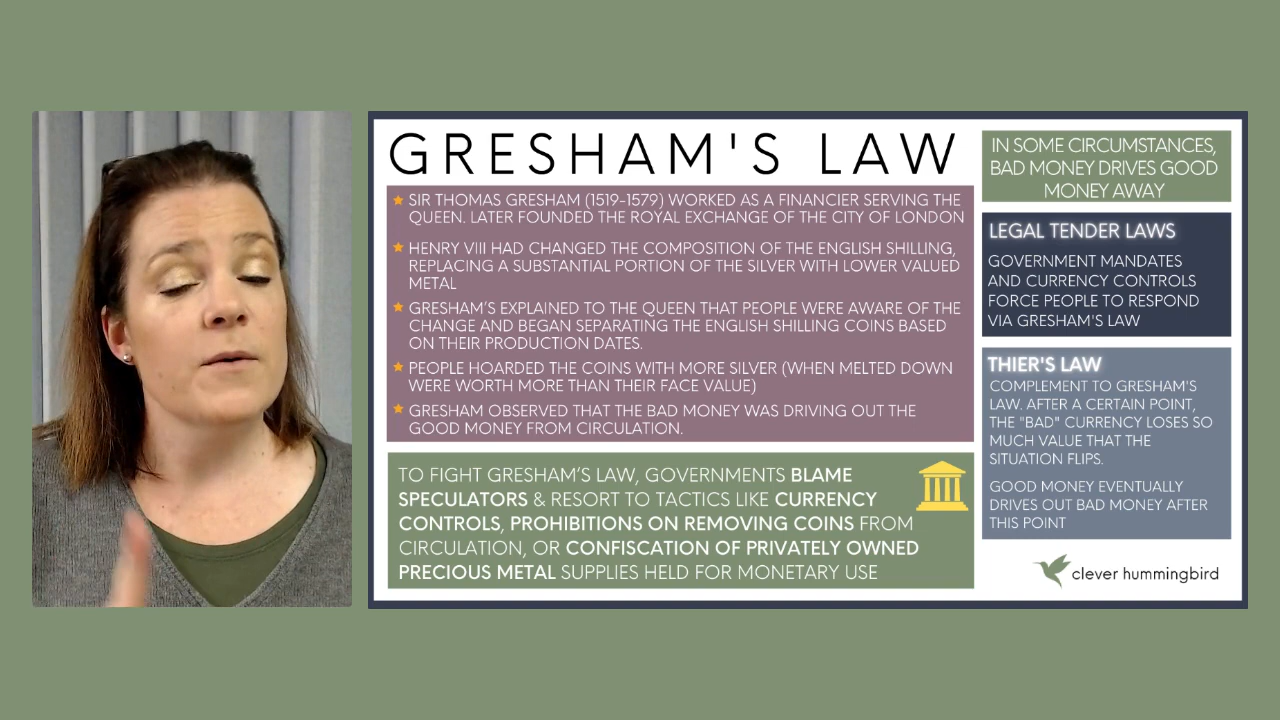 GRESHAM'S LAW
★ SIR THOMAS GRESHAM (1519-1579) WORKED AS A FINANCIER SERVING THE
QUEEN. LATER FOUNDED THE ROYAL EXCHANGE OF THE CITY OF LONDON
★ HENRY VIII HAD CHANGED THE COMPOSITION OF THE ENGLISH SHILLING,
REPLACING A SUBSTANTIAL PORTION OF THE SILVER WITH LOWER VALUED
METAL
★ GRESHAM'S EXPLAINED TO THE QUEEN THAT PEOPLE WERE AWARE OF THE
CHANGE AND BEGAN SEPARATING THE ENGLISH SHILLING COINS BASED
ON THEIR PRODUCTION DATES.
★ PEOPLE HOARDED THE COINS WITH MORE SILVER (WHEN MELTED DOWN
WERE WORTH MORE THAN THEIR FACE VALUE)
★ GRESHAM OBSERVED THAT THE BAD MONEY WAS DRIVING OUT THE
GOOD MONEY FROM CIRCULATION.
TO FIGHT GRESHAM'S LAW, GOVERNMENTS BLAME
SPECULATORS & RESORT TO TACTICS LIKE CURRENCY
CONTROLS, PROHIBITIONS ON REMOVING COINS FROM
CIRCULATION, OR CONFISCATION OF PRIVATELY OWNED
PRECIOUS METAL SUPPLIES HELD FOR MONETARY USE
IN SOME CIRCUMSTANCES,
BAD MONEY DRIVES GOOD
MONEY AWAY
LEGAL TENDER LAWS
GOVERNMENT MANDATES
AND CURRENCY CONTROLS
FORCE PEOPLE TO RESPOND
VIA GRESHAM'S LAW
THIER'S LAW
COMPLEMENT TO GRESHAM'S
LAW. AFTER A CERTAIN POINT,
THE "BAD" CURRENCY LOSES SO
MUCH VALUE THAT THE
SITUATION FLIPS.
GOOD MONEY EVENTUALLY
DRIVES OUT BAD MONEY AFTER
THIS POINT
clever hummingbird